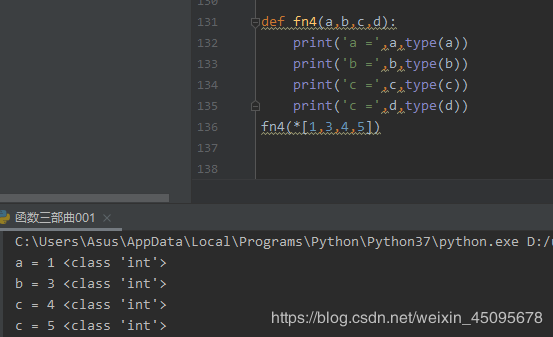 130
131 def fn4(a,b,c,d):
132 print('a =',a,type(a))
133 print('b =',b,type(b))
134 print('c =',c,type(c))
135 print('c =',d,type(d))
136 fn4(*[1,3,4,5])
137
138
函数三部曲001 ×
C:\Users\Asus\AppData\Local\Programs\Python\Python37\python.exe D:/
a = 1 <class 'int'>
b = 3 <class 'int'>
c = 4 <class 'int'>
c = 5 <class 'int'>
https://blog.csdn.net/weixin_45095678